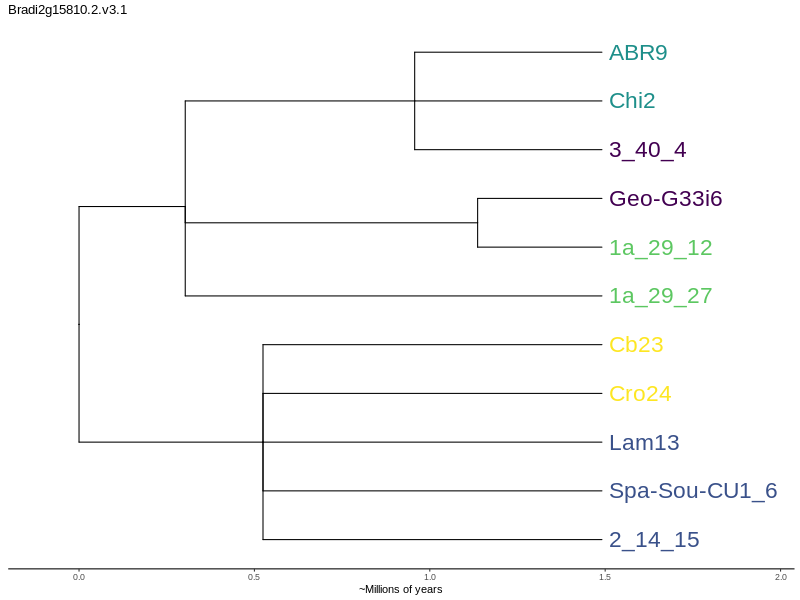 Bradi2g15810.2.v3.1
ABR9
Chi2
3_40_4
Geo-G33i6
1a_29_12
1a_29_27
Cb23
Cro24
Lam13
Spa-Sou-CU1_6
2_14_15
0.0 0.5 1.0 1.5 2.0
~Millions of years